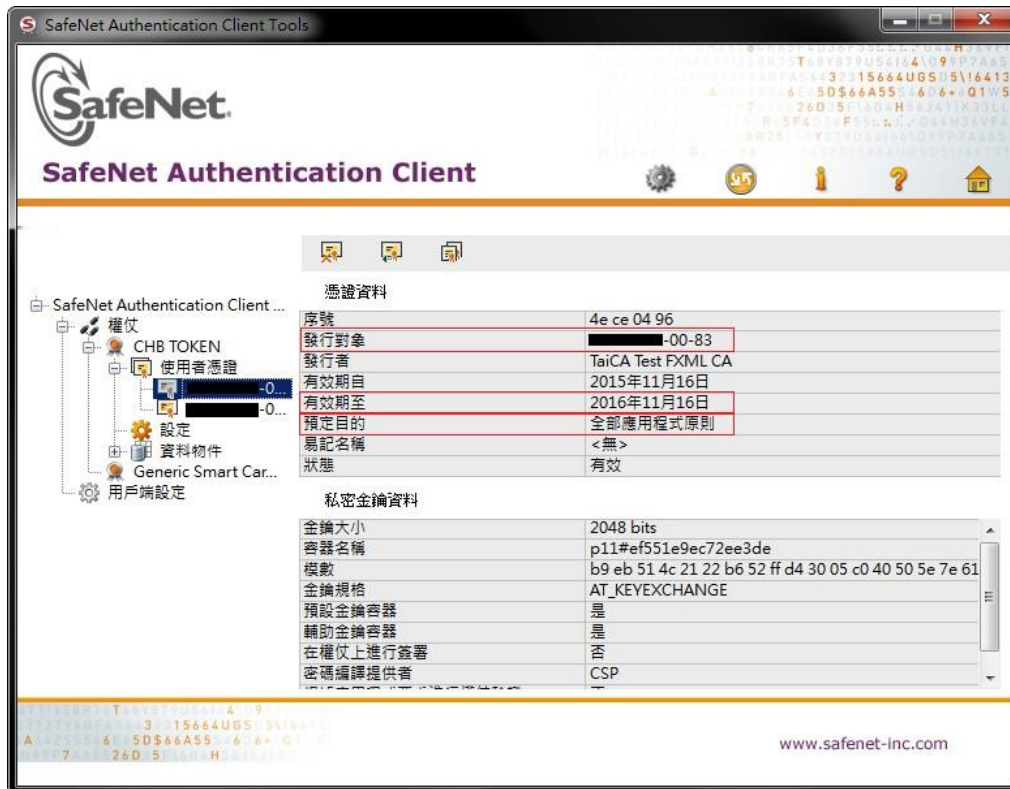 SafeNet Authentication Client Tools
SafeNet.
SafeNet Authentication Client
SafeNet Authentication Client ...
權仗
CHB TOKEN
使用者憑證
-0...
-0...
設定
資料物件
Generic Smart Car...
用戶端設定
憑證資料
序號 4e ce 04 96
發行對象 -00-83
發行者 TaiCA Test FXML CA
有效期自 2015年11月16日
有效期至 2016年11月16日
預定目的 全部應用程式原則
易記名稱 <無>
狀態 有效
私密金鑰資料
金鑰大小 2048 bits
容器名稱 p11#ef551e9ec72ee3de
模數 b9 eb 51 4c 21 22 b6 52 ff d4 30 05 c0 40 50 5e 7e 61
金鑰規格 AT_KEYEXCHANGE
預設金鑰容器 是
輔助金鑰容器 是
在權仗上進行簽署 否
密碼編譯提供者 CSP
www.safenet-inc.com